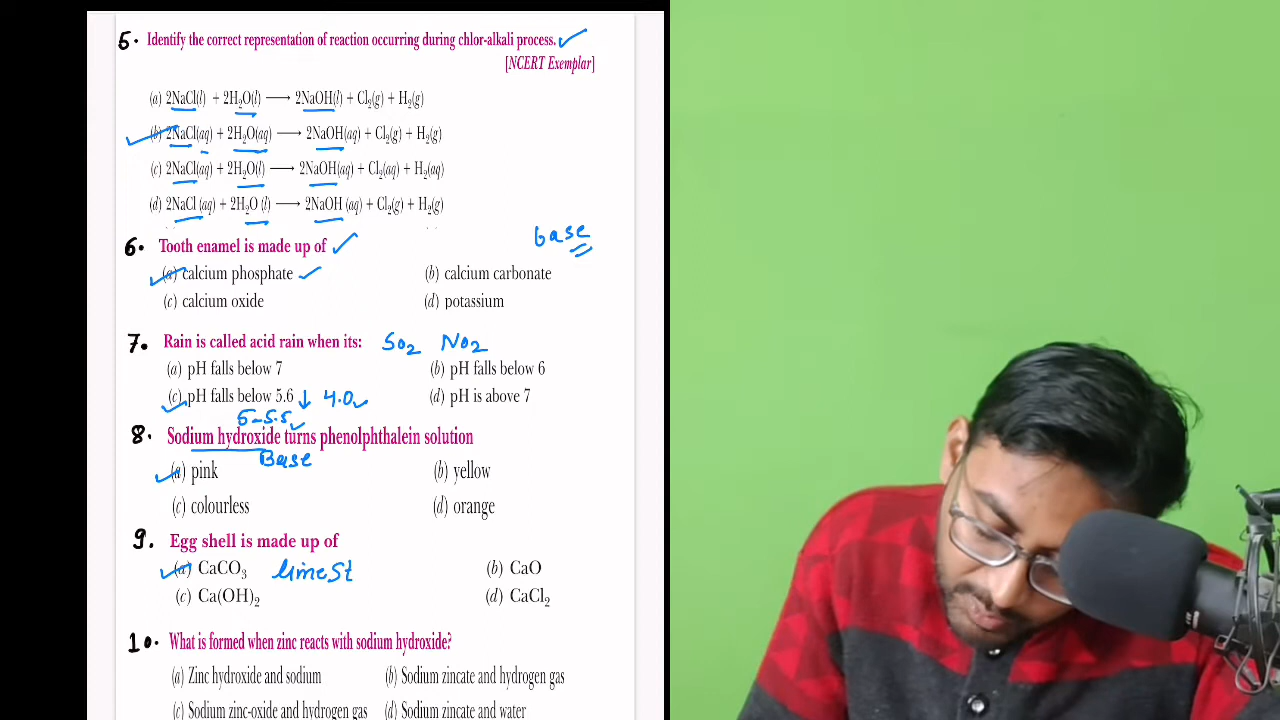 5. Identify the correct representation of reaction occurring during chlor-alkali process.
[NCERT Exemplar]
(a) 2NaCl(l) + 2H₂O(l) ⟶ 2NaOH(l) + Cl₂(g) + H₂(g)
(b) 2NaCl(aq) + 2H₂O(aq) ⟶ 2NaOH(aq) + Cl₂(g) + H₂(g)
(c) 2NaCl(aq) + 2H₂O(l) ⟶ 2NaOH(aq) + Cl₂(aq) + H₂(aq)
(d) 2NaCl (aq) + 2H₂O (l) ⟶ 2NaOH (aq) + Cl₂(g) + H₂(g)
base
6. Tooth enamel is made up of
(a) calcium phosphate (b) calcium carbonate
(c) calcium oxide (d) potassium
7. Rain is called acid rain when its: SO₂ NO₂
(a) pH falls below 7 (b) pH falls below 6
(c) pH falls below 5.6 ↓ 4.0 (d) pH is above 7
5-5.5
8. Sodium hydroxide turns phenolphthalein solution
Base
(a) pink (b) yellow
(c) colourless (d) orange
9. Egg shell is made up of
(a) CaCO₃ limeSt (b) CaO
(c) Ca(OH)₂ (d) CaCl₂
10. What is formed when zinc reacts with sodium hydroxide?
(a) Zinc hydroxide and sodium (b) Sodium zincate and hydrogen gas
(c) Sodium zinc-oxide and hydrogen gas (d) Sodium zincate and water